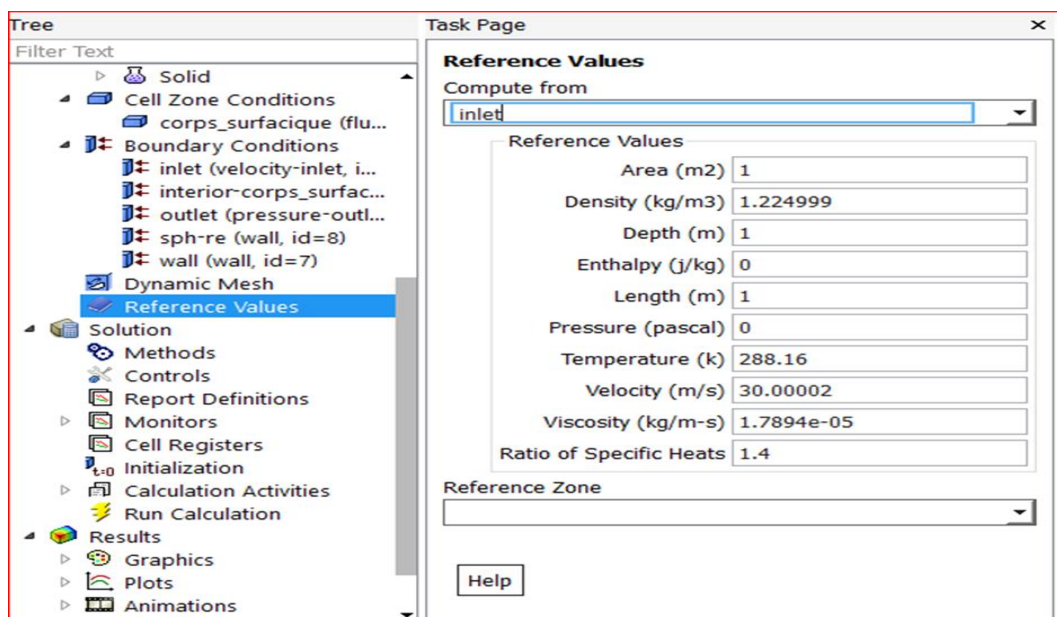 Tree
Filter Text
Solid
Cell Zone Conditions
corps_surfacique (flu...
Boundary Conditions
inlet (velocity-inlet, i...
interior-corps_surfac...
outlet (pressure-outl...
sph-re (wall, id=8)
wall (wall, id=7)
Dynamic Mesh
Reference Values
Solution
Methods
Controls
Report Definitions
Monitors
Cell Registers
t=0 Initialization
Calculation Activities
Run Calculation
Results
Graphics
Plots
Animations
Task Page
Reference Values
Compute from
inlet
Reference Values
Area (m2) 1
Density (kg/m3) 1.224999
Depth (m) 1
Enthalpy (j/kg) 0
Length (m) 1
Pressure (pascal) 0
Temperature (k) 288.16
Velocity (m/s) 30.00002
Viscosity (kg/m-s) 1.7894e-05
Ratio of Specific Heats 1.4
Reference Zone
Help